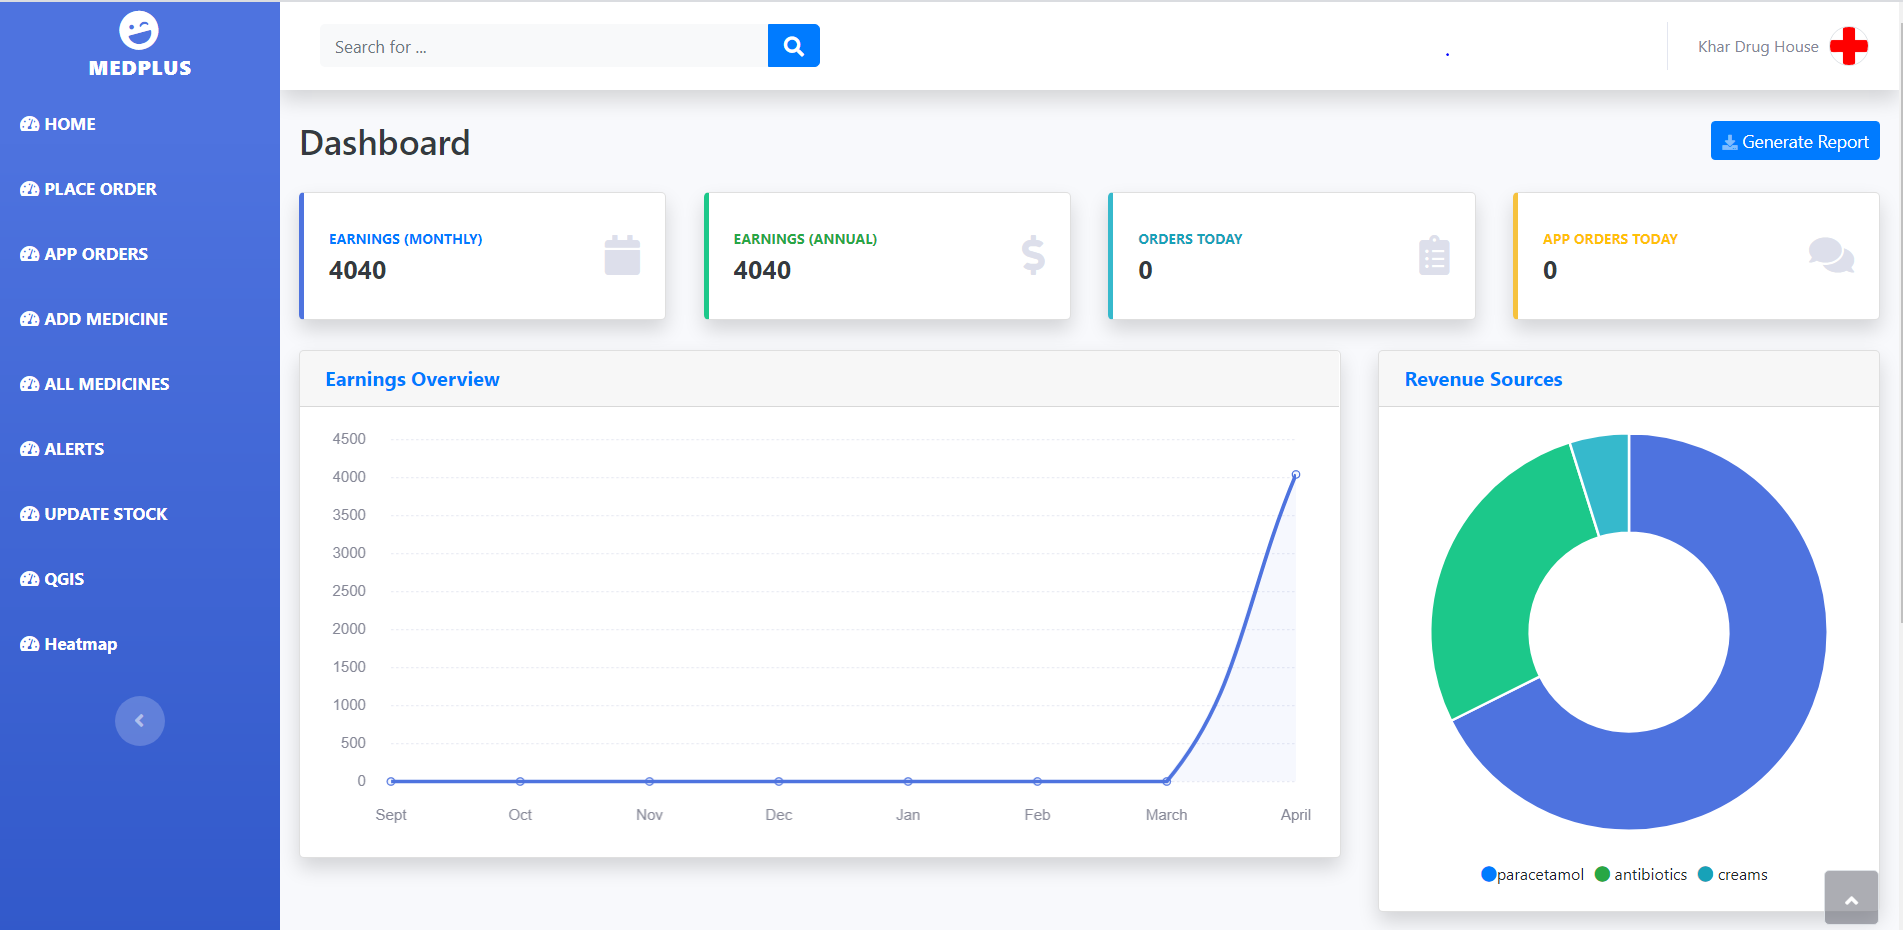 MEDPLUS
HOME
PLACE ORDER
APP ORDERS
ADD MEDICINE
ALL MEDICINES
ALERTS
UPDATE STOCK
QGIS
Heatmap
Search for ...
.
Khar Drug House
Dashboard
Generate Report
EARNINGS (MONTHLY)
4040
EARNINGS (ANNUAL)
4040
$
ORDERS TODAY
0
APP ORDERS TODAY
0
Earnings Overview
4500
4000
3500
3000
2500
2000
1500
1000
500
0
Sept Oct Nov Dec Jan Feb March April
Revenue Sources
paracetamol antibiotics creams